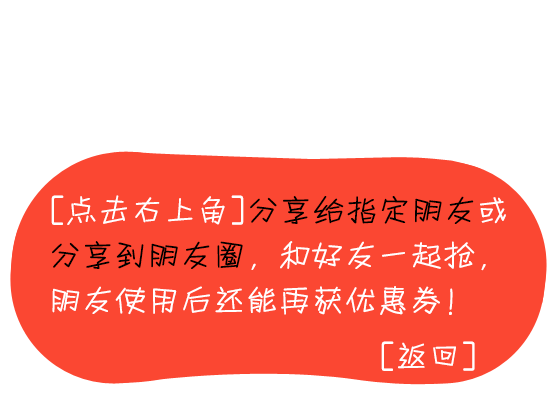 [点击右上角]分享给指定朋友或
分享到朋友圈，和好友一起抢，
朋友使用后还能再获优惠券！
[返回]